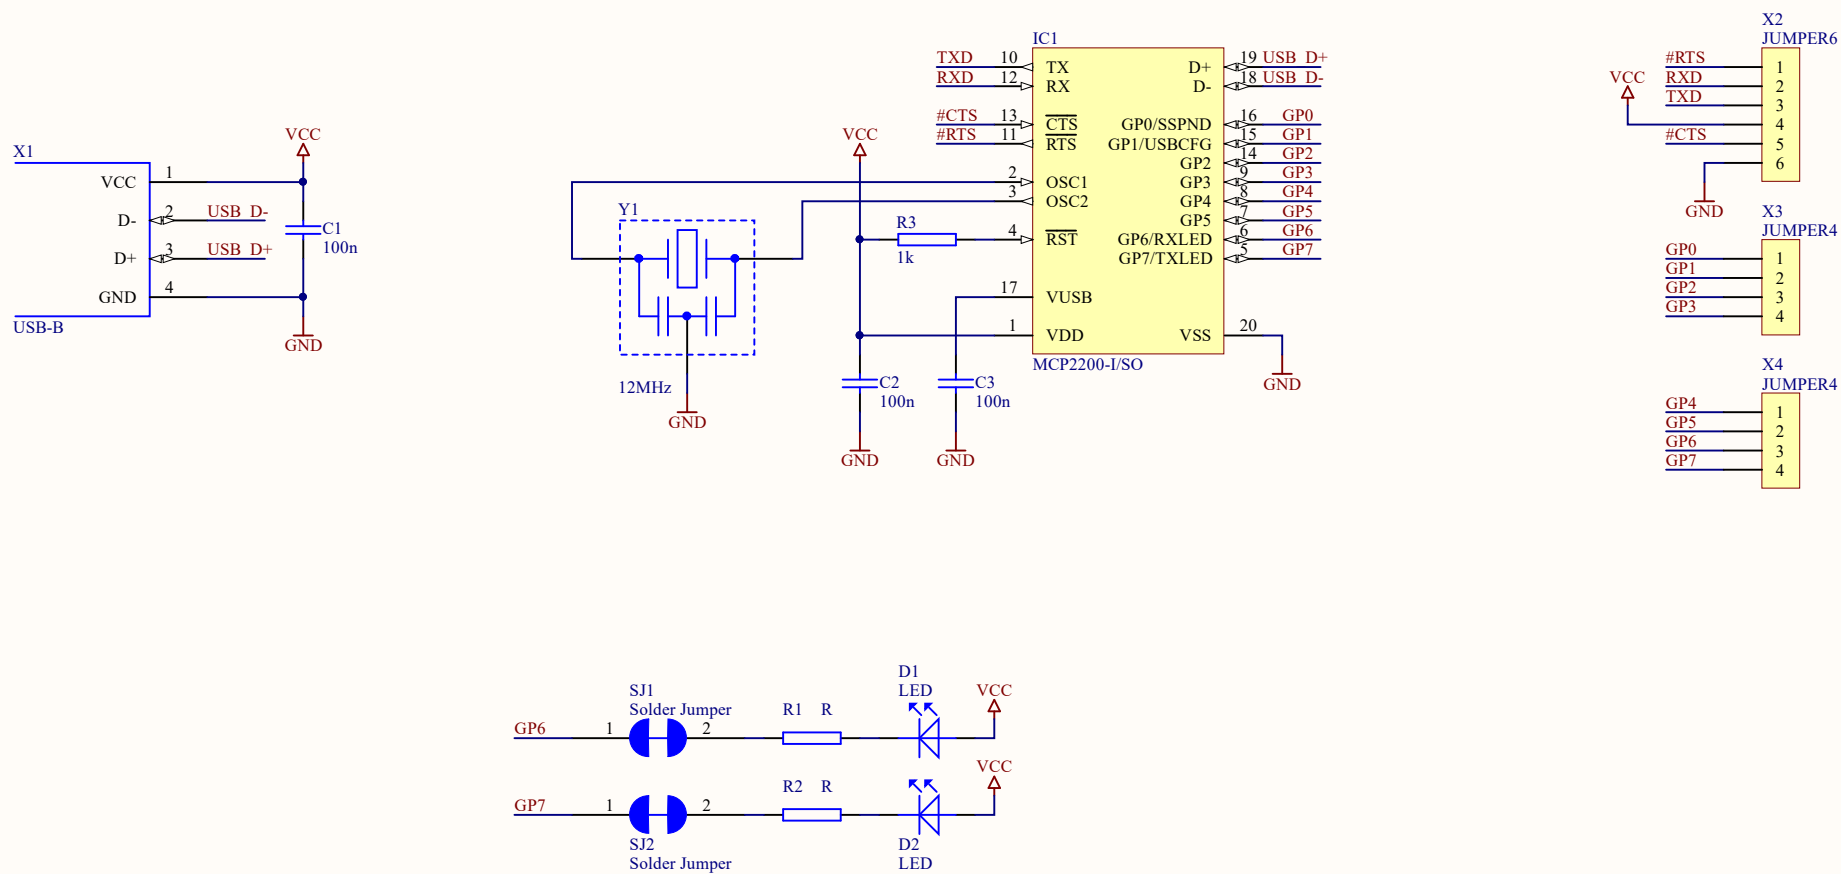 X1
VCC 1
D- 2 USB_D-
D+ 3 USB_D+
GND 4
USB-B
VCC
C1
100n
GND
Y1
12MHz
GND
VCC
R3
1k
C2
100n
GND
C3
100n
GND
IC1
TXD 10 TX D+ 19 USB_D+
RXD 12 RX D- 18 USB_D-
#CTS 13 CTS GP0/SSPND 16 GP0
#RTS 11 RTS GP1/USBCFG 15 GP1
GP2 14 GP2
2 OSC1 GP3 9 GP3
3 OSC2 GP4 8 GP4
GP5 7 GP5
4 RST GP6/RXLED 6 GP6
GP7/TXLED 5 GP7
17 VUSB
1 VDD VSS 20
MCP2200-I/SO
GND
X2
JUMPER6
#RTS 1
RXD 2
TXD 3
VCC 4
#CTS 5
6
GND
X3
JUMPER4
GP0 1
GP1 2
GP2 3
GP3 4
X4
JUMPER4
GP4 1
GP5 2
GP6 3
GP7 4
SJ1
Solder Jumper
GP6 1 2
R1 R
D1
LED
VCC
GP7 1 2
SJ2
Solder Jumper
R2 R
D2
LED
VCC